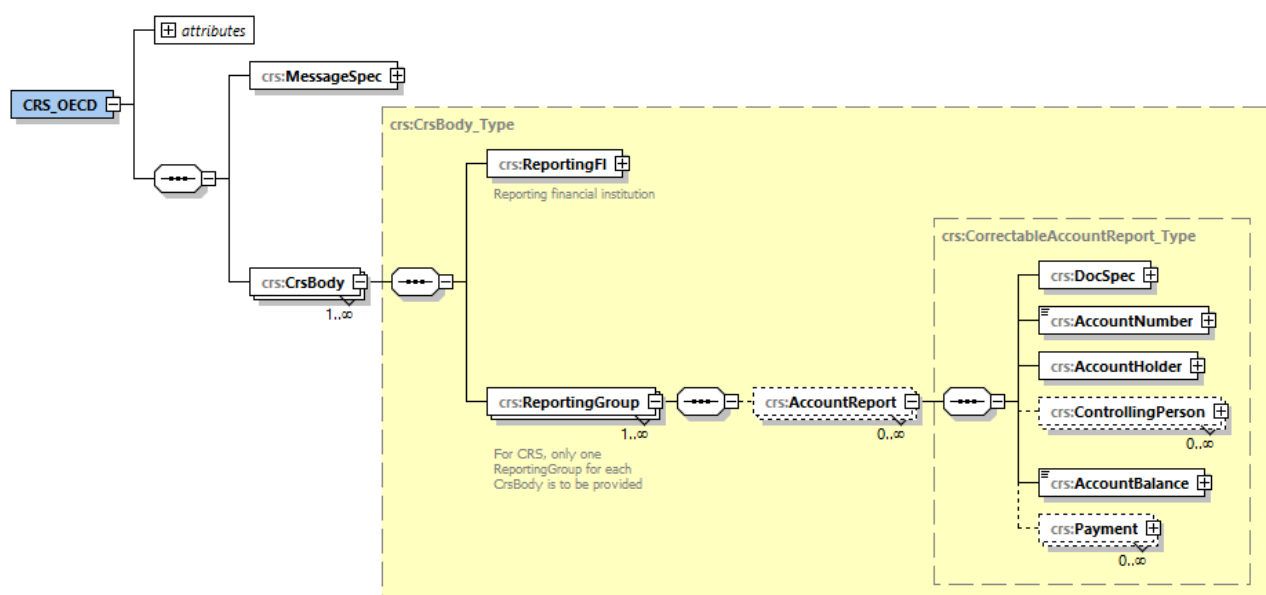 attributes
crs:MessageSpec
CRS_OECD
crs:CrsBody_Type
crs:ReportingFI
Reporting financial institution
crs:CorrectableAccountReport_Type
crs:DocSpec
crs:CrsBody
1..∞
crs:AccountNumber
crs:AccountHolder
crs:ReportingGroup
1..∞
crs:AccountReport
0..∞
crs:ControllingPerson
0..∞
For CRS, only one
ReportingGroup for each
CrsBody is to be provided
crs:AccountBalance
crs:Payment
0..∞